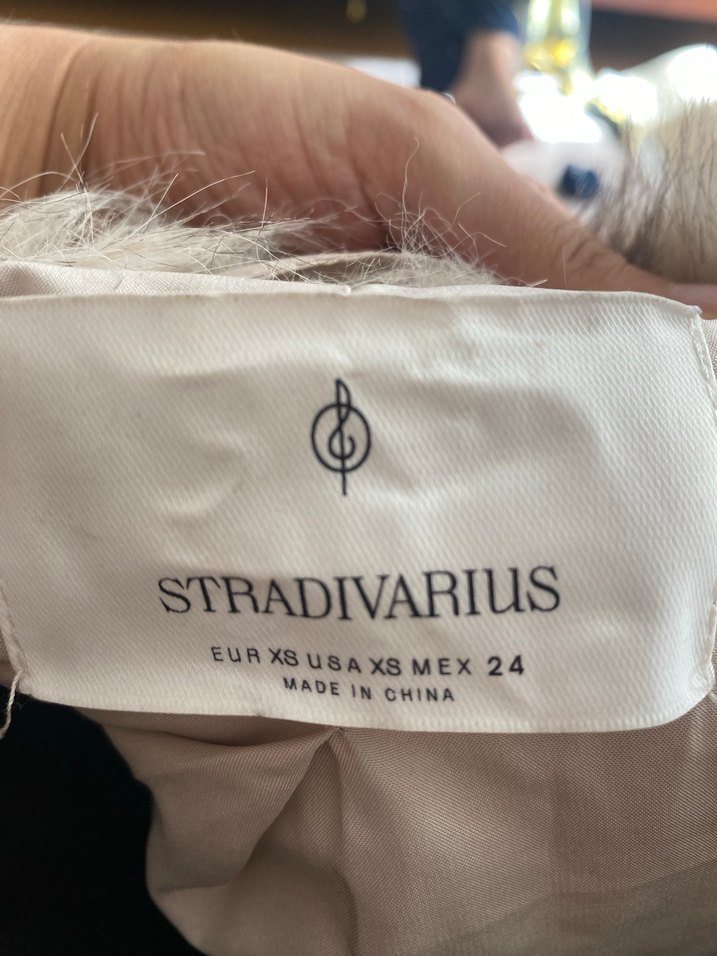 STRADIVARIUS
EUR XS USA XS MEX 24
MADE IN CHINA